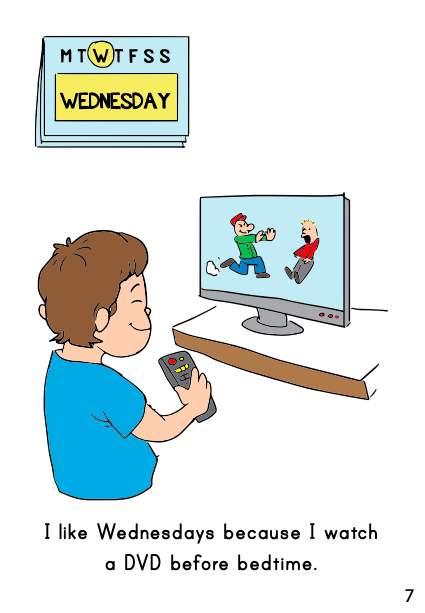 M T W T F S S
WEDNESDAY
I like Wednesdays because I watch
a DVD before bedtime.
7